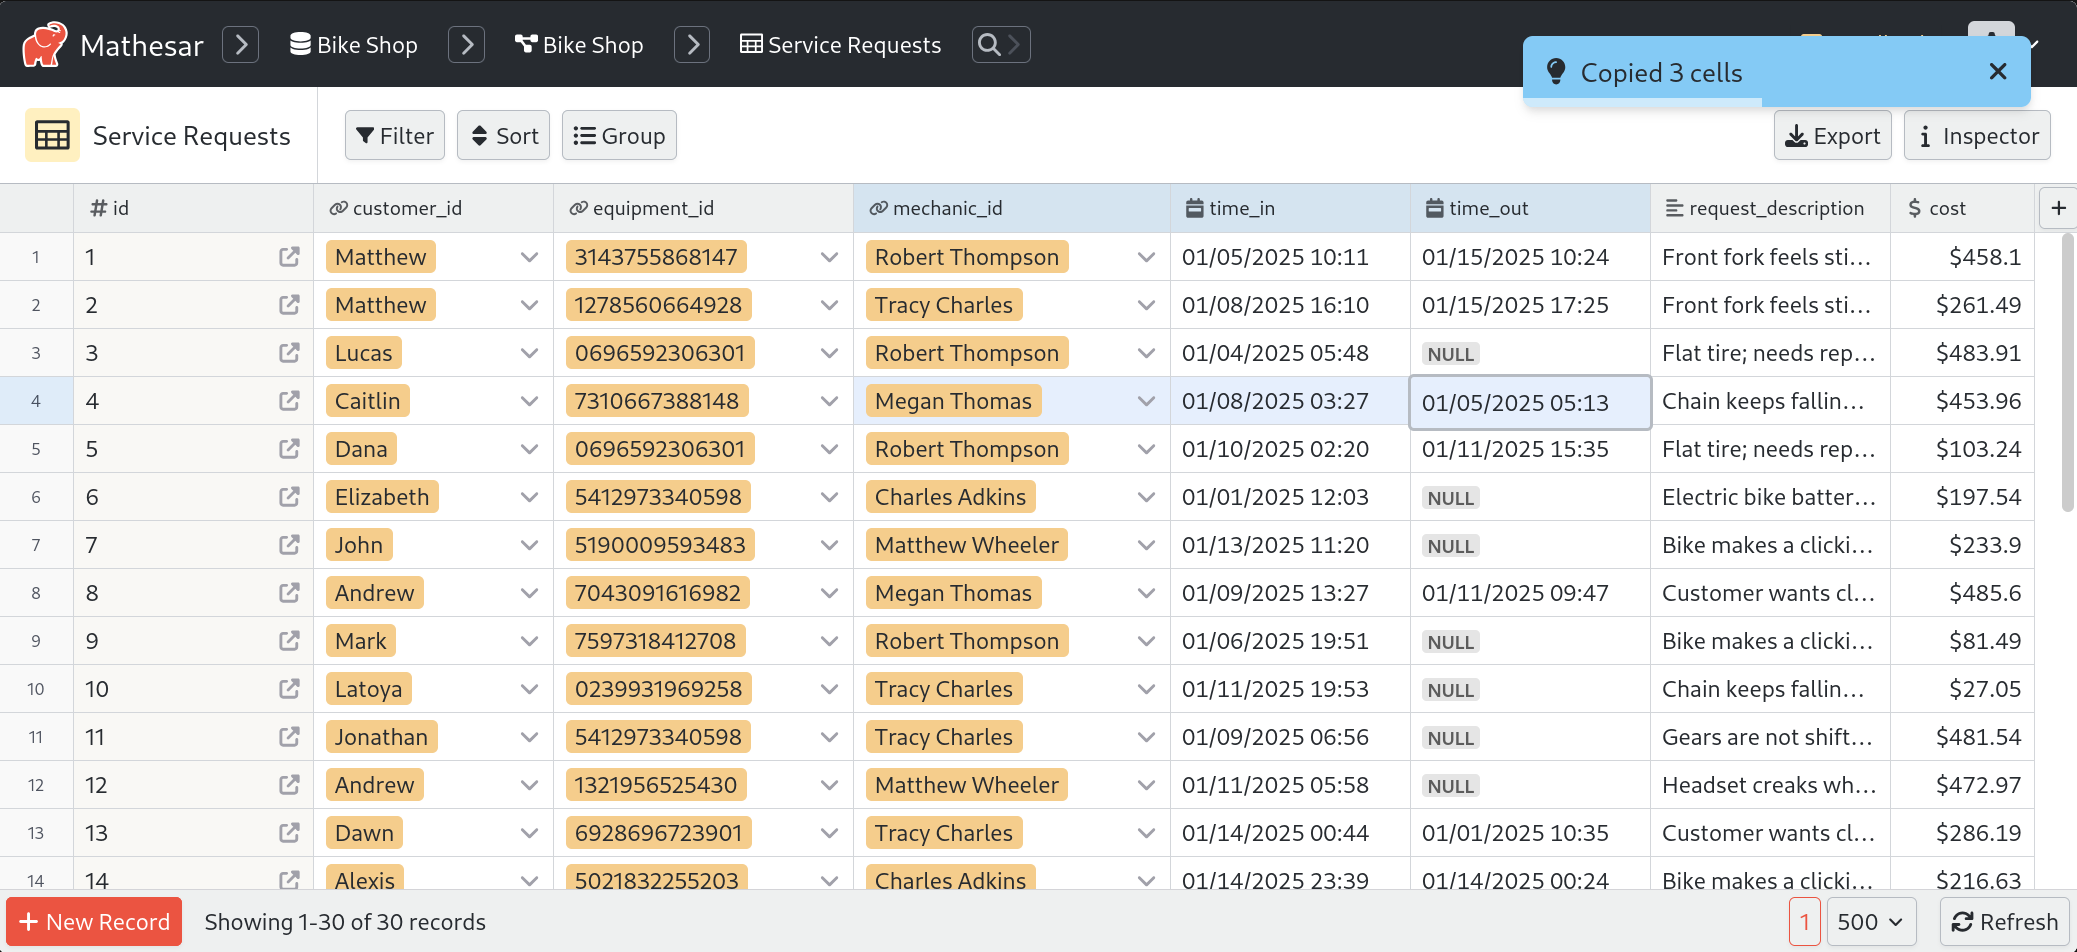 Mathesar Bike Shop Bike Shop Service Requests
Copied 3 cells
Service Requests Filter Sort Group Export Inspector
id customer_id equipment_id mechanic_id time_in time_out request_description cost
1 1 Matthew 3143755868147 Robert Thompson 01/05/2025 10:11 01/15/2025 10:24 Front fork feels sti... $458.1
2 2 Matthew 1278560664928 Tracy Charles 01/08/2025 16:10 01/15/2025 17:25 Front fork feels sti... $261.49
3 3 Lucas 0696592306301 Robert Thompson 01/04/2025 05:48 NULL Flat tire; needs rep... $483.91
4 4 Caitlin 7310667388148 Megan Thomas 01/08/2025 03:27 01/05/2025 05:13 Chain keeps fallin... $453.96
5 5 Dana 0696592306301 Robert Thompson 01/10/2025 02:20 01/11/2025 15:35 Flat tire; needs rep... $103.24
6 6 Elizabeth 5412973340598 Charles Adkins 01/01/2025 12:03 NULL Electric bike batter... $197.54
7 7 John 5190009593483 Matthew Wheeler 01/13/2025 11:20 NULL Bike makes a clicki... $233.9
8 8 Andrew 7043091616982 Megan Thomas 01/09/2025 13:27 01/11/2025 09:47 Customer wants cl... $485.6
9 9 Mark 7597318412708 Robert Thompson 01/06/2025 19:51 NULL Bike makes a clicki... $81.49
10 10 Latoya 0239931969258 Tracy Charles 01/11/2025 19:53 NULL Chain keeps fallin... $27.05
11 11 Jonathan 5412973340598 Tracy Charles 01/09/2025 06:56 NULL Gears are not shift... $481.54
12 12 Andrew 1321956525430 Matthew Wheeler 01/11/2025 05:58 NULL Headset creaks wh... $472.97
13 13 Dawn 6928696723901 Tracy Charles 01/14/2025 00:44 01/01/2025 10:35 Customer wants cl... $286.19
14 14 Alexis 5021832255203 Charles Adkins 01/14/2025 23:39 01/14/2025 00:24 Bike makes a clicki... $216.63
New Record Showing 1-30 of 30 records 1 500 Refresh